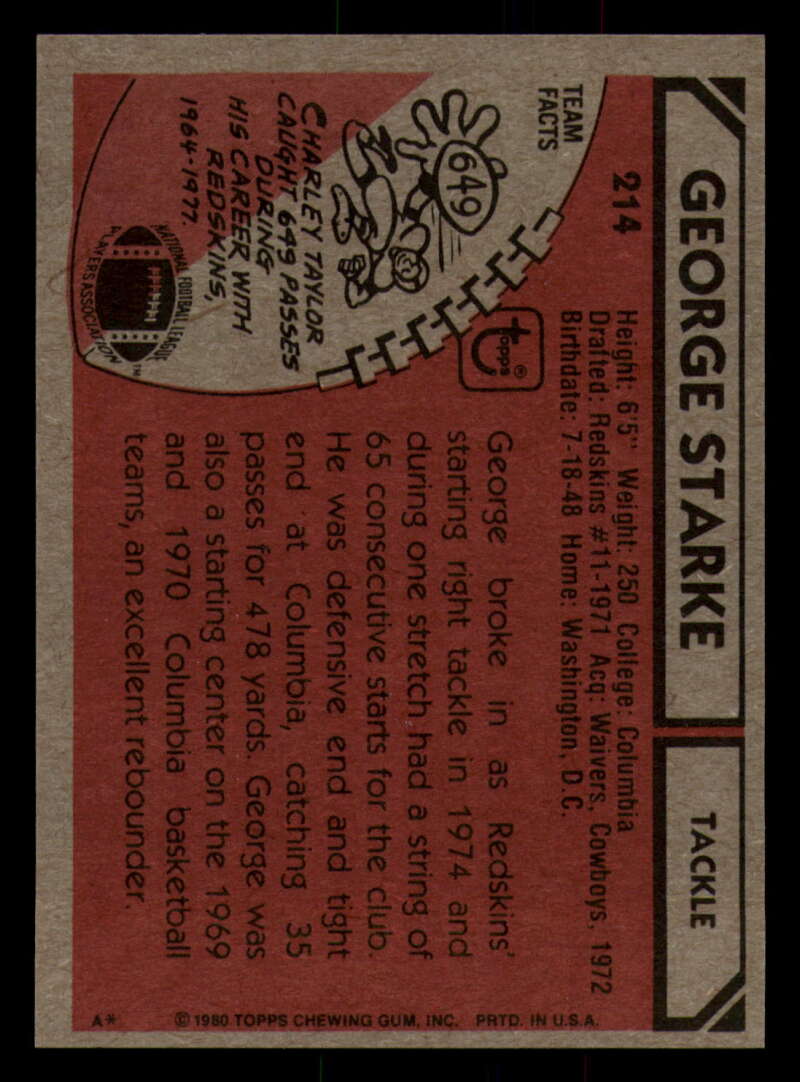 GEORGE STARKE
TACKLE
214
Height: 6'5" Weight: 250 College: Columbia
Drafted: Redskins #11-1971 Acq: Waivers, Cowboys, 1972
Birthdate: 7-18-48 Home: Washington, D.C.
TEAM
FACTS
649
CHARLEY TAYLOR
CAUGHT 649 PASSES
DURING
HIS CAREER WITH
REDSKINS,
1964-1977.
NATIONAL FOOTBALL LEAGUE
PLAYERS ASSOCIATION
TM
topps®
George broke in as Redskins'
starting right tackle in 1974 and
during one stretch had a string of
65 consecutive starts for the club.
He was defensive end and tight
end at Columbia, catching 35
passes for 478 yards. George was
also a starting center on the 1969
and 1970 Columbia basketball
teams, an excellent rebounder.
A* © 1980 TOPPS CHEWING GUM, INC. PRTD. IN U.S.A.